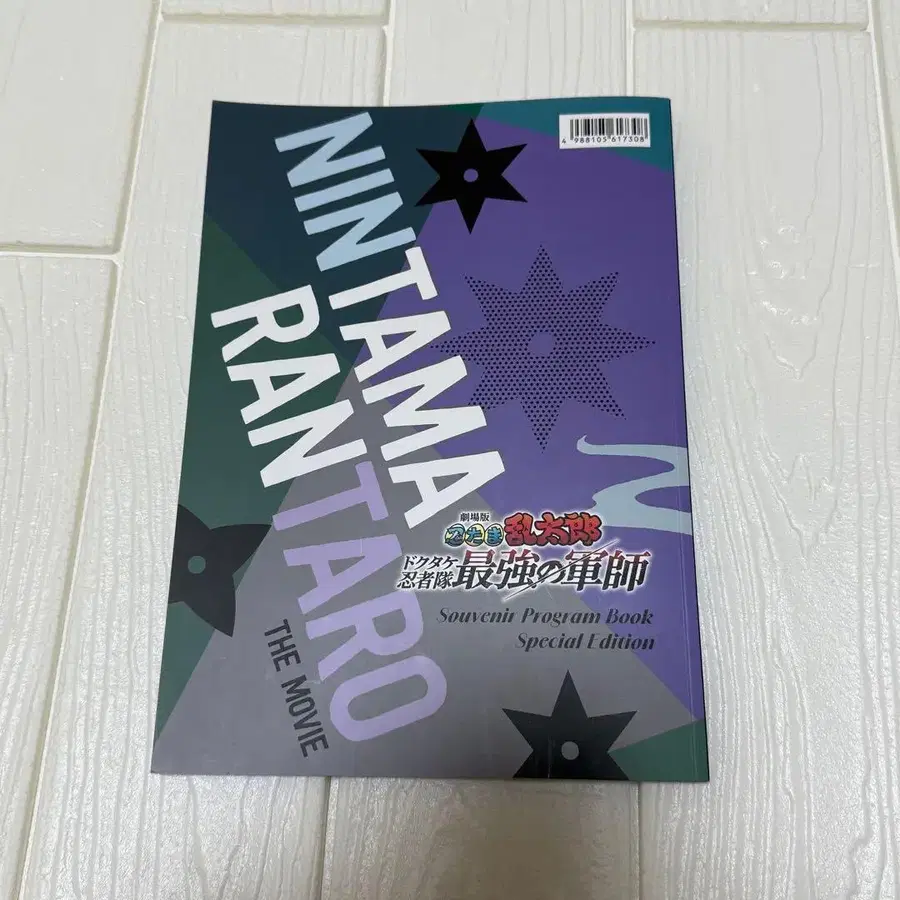 4 988105 617308
NINTAMA
RANTARO
THE MOVIE
劇場版
忍たま乱太郎
ドクタケ
忍者隊
最強の軍師
Souvenir Program Book
Special Edition